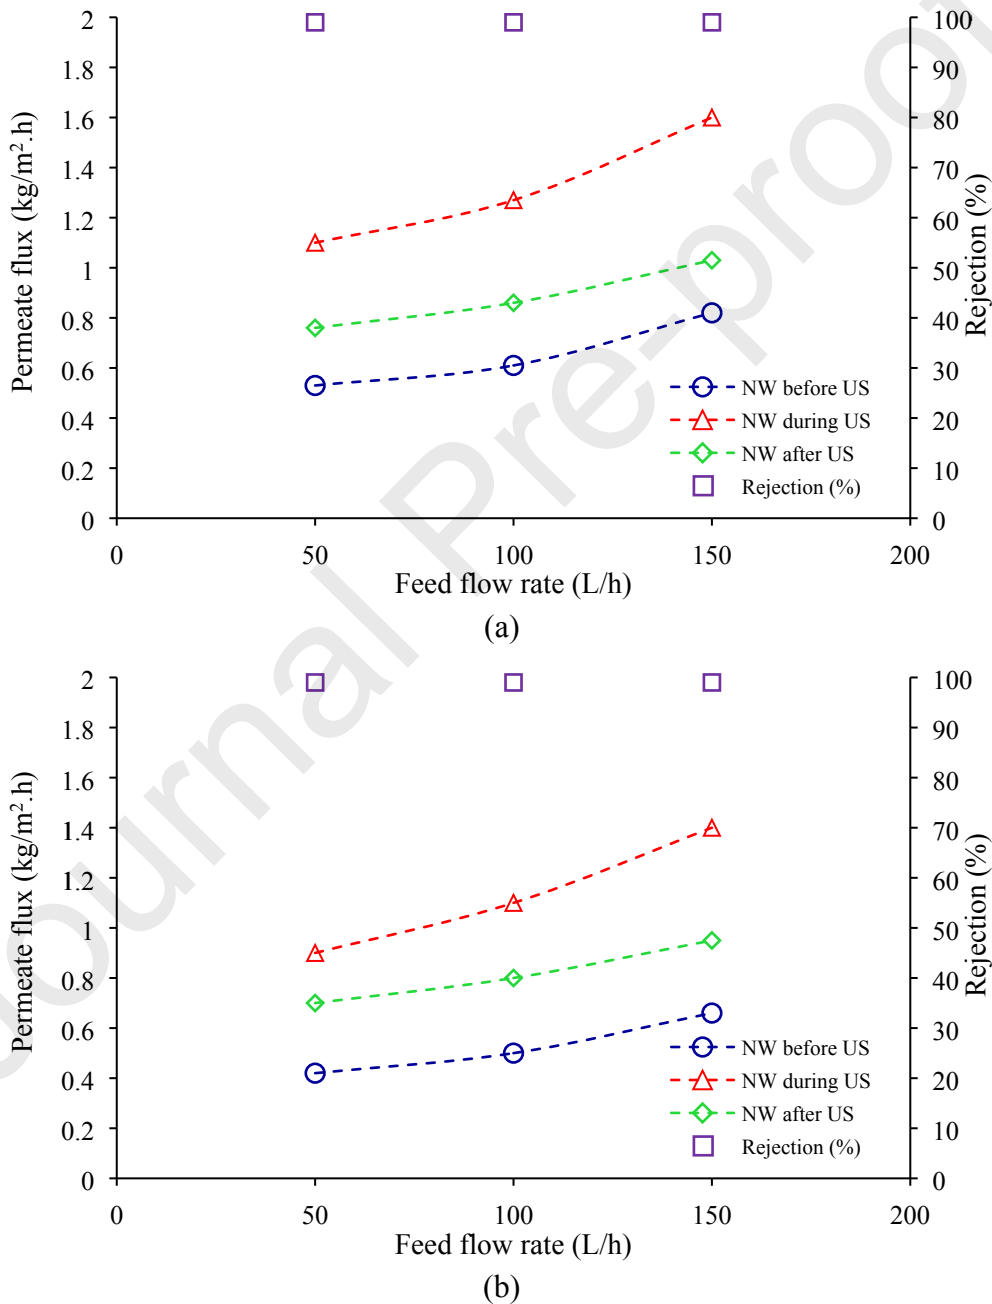 Journal Pre-proof
Permeate flux (kg/m².h)
2
1.8
1.6
1.4
1.2
1
0.8
0.6
0.4
0.2
0
100
90
80
70
60
50
40
30
20
10
0
Rejection (%)
NW before US
NW during US
NW after US
Rejection (%)
0 50 100 150 200
Feed flow rate (L/h)
(a)
Permeate flux (kg/m².h)
2
1.8
1.6
1.4
1.2
1
0.8
0.6
0.4
0.2
0
100
90
80
70
60
50
40
30
20
10
0
Rejection (%)
NW before US
NW during US
NW after US
Rejection (%)
0 50 100 150 200
Feed flow rate (L/h)
(b)